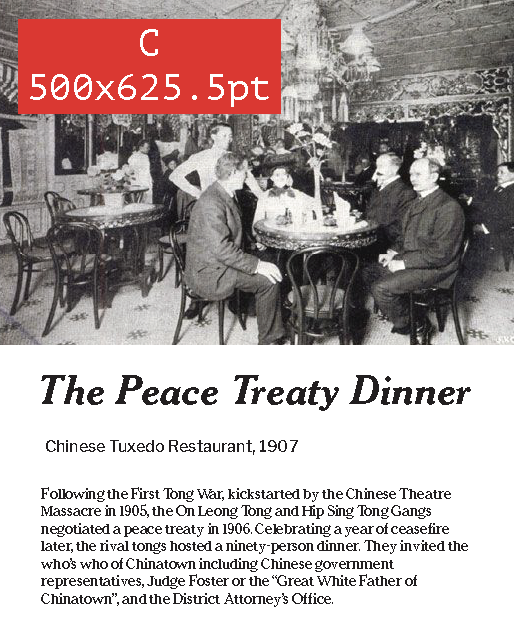 C
500x625.5pt
The Peace Treaty Dinner
Chinese Tuxedo Restaurant, 1907
Following the First Tong War, kickstarted by the Chinese Theatre
Massacre in 1905, the On Leong Tong and Hip Sing Tong Gangs
negotiated a peace treaty in 1906. Celebrating a year of ceasefire
later, the rival tongs hosted a ninety-person dinner. They invited the
who's who of Chinatown including Chinese government
representatives, Judge Foster or the “Great White Father of
Chinatown”, and the District Attorney's Office.